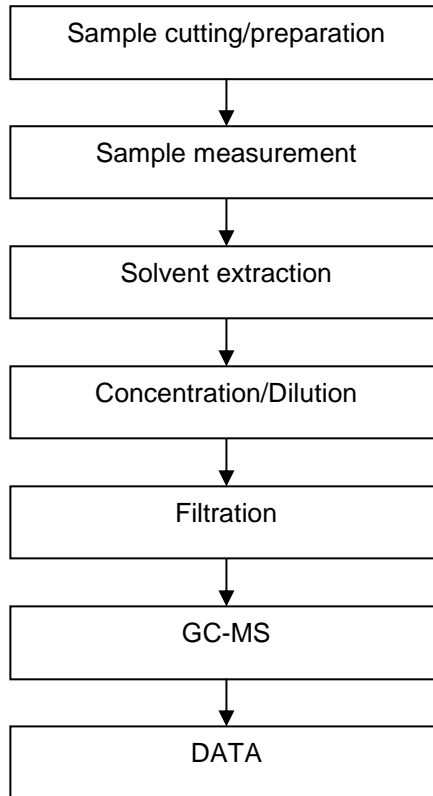 Sample cutting/preparation
Sample measurement
Solvent extraction
Concentration/Dilution
Filtration
GC-MS
DATA